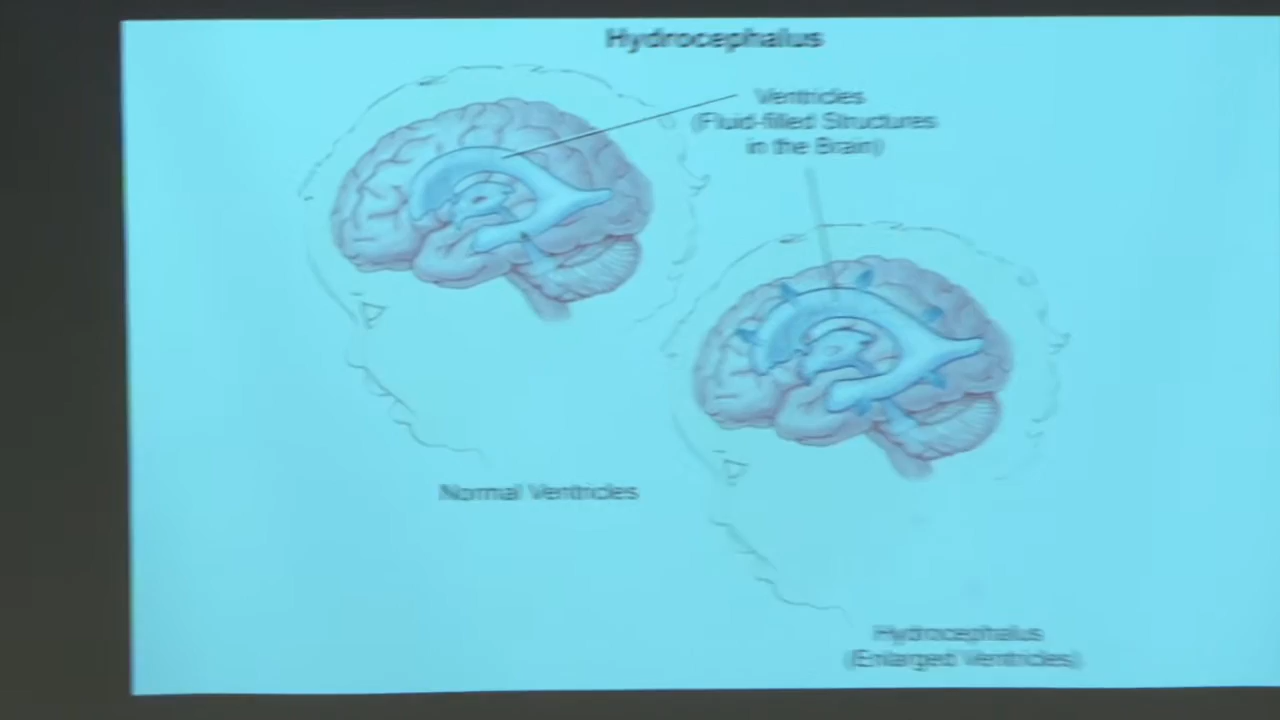 Hydrocephalus
Ventricles
(Fluid-filled Structures
in the Brain)
Normal Ventricles
Hydrocephalus
(Enlarged Ventricles)